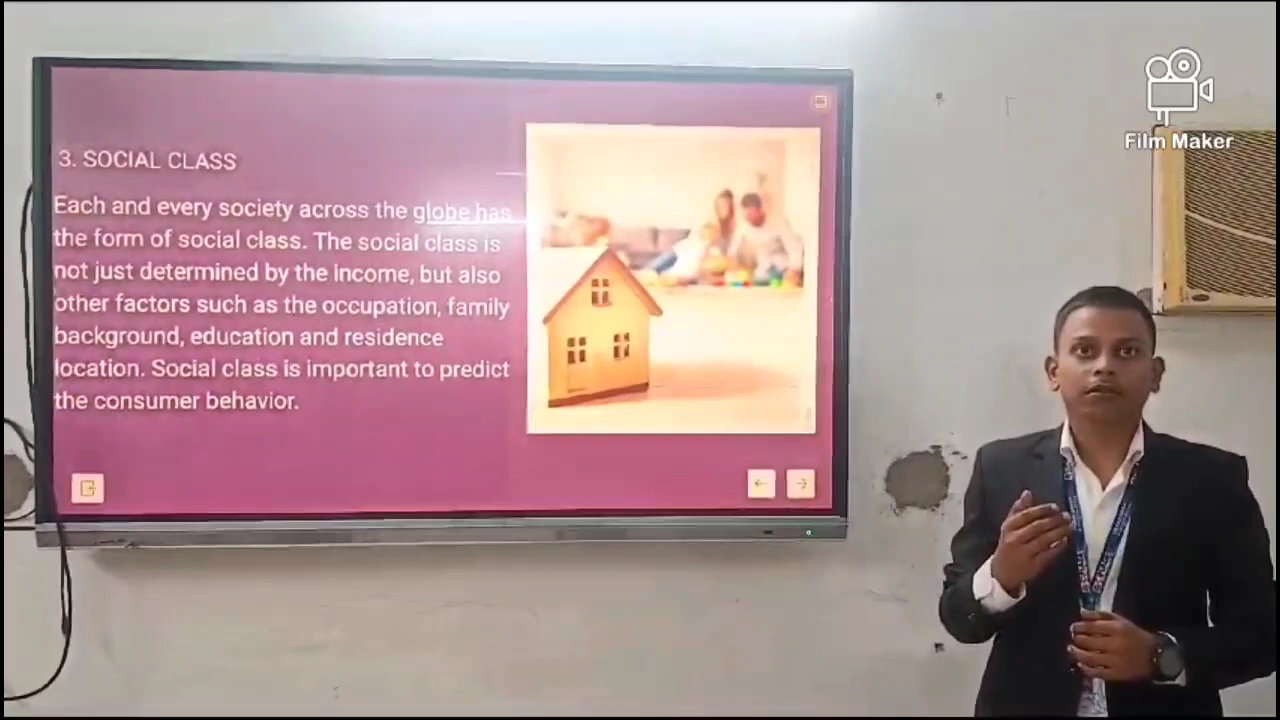 3. SOCIAL CLASS
Each and every society across the globe has
the form of social class. The social class is
not just determined by the income, but also
other factors such as the occupation, family
background, education and residence
location. Social class is important to predict
the consumer behavior.
Film Maker